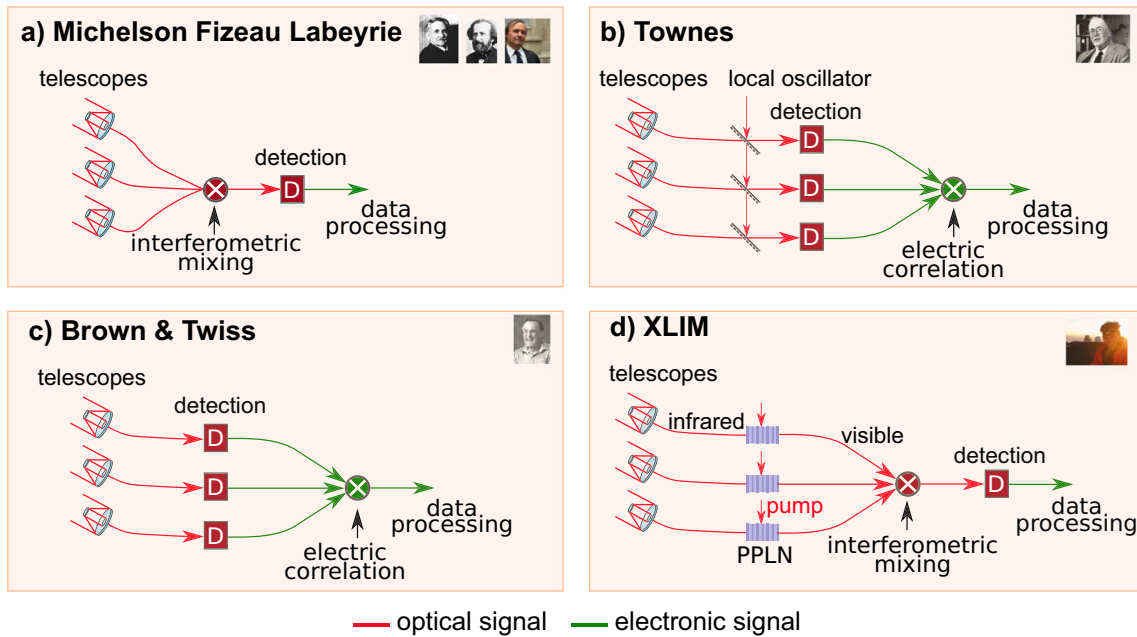 a) Michelson Fizeau Labeyrie
telescopes
detection
D
data
processing
interferometric
mixing
b) Townes
telescopes
local oscillator
detection
D
D
D
data
processing
electric
correlation
c) Brown & Twiss
telescopes
detection
D
D
D
data
processing
electric
correlation
d) XLIM
telescopes
infrared
visible
detection
D
pump
PPLN
data
processing
interferometric
mixing
optical signal
electronic signal